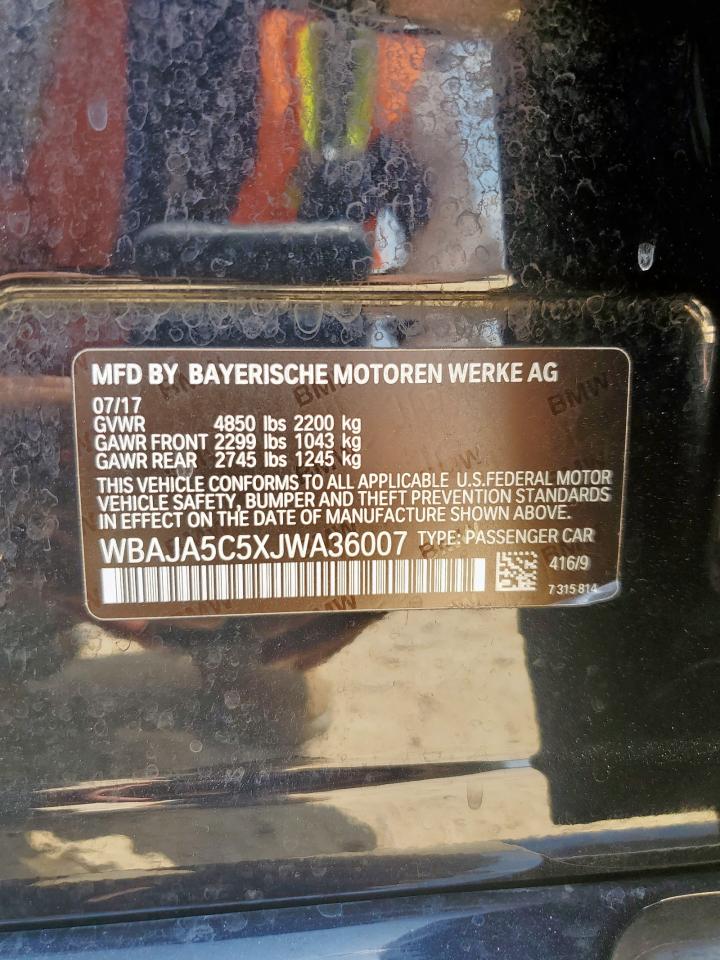 MFD BY BAYERISCHE MOTOREN WERKE AG
07/17
GVWR 4850 lbs 2200 kg
GAWR FRONT 2299 lbs 1043 kg
GAWR REAR 2745 lbs 1245 kg
THIS VEHICLE CONFORMS TO ALL APPLICABLE U.S.FEDERAL MOTOR
VEHICLE SAFETY, BUMPER AND THEFT PREVENTION STANDARDS
IN EFFECT ON THE DATE OF MANUFACTURE SHOWN ABOVE.
WBAJA5C5XJWA36007 TYPE: PASSENGER CAR
416/9
7 315 814